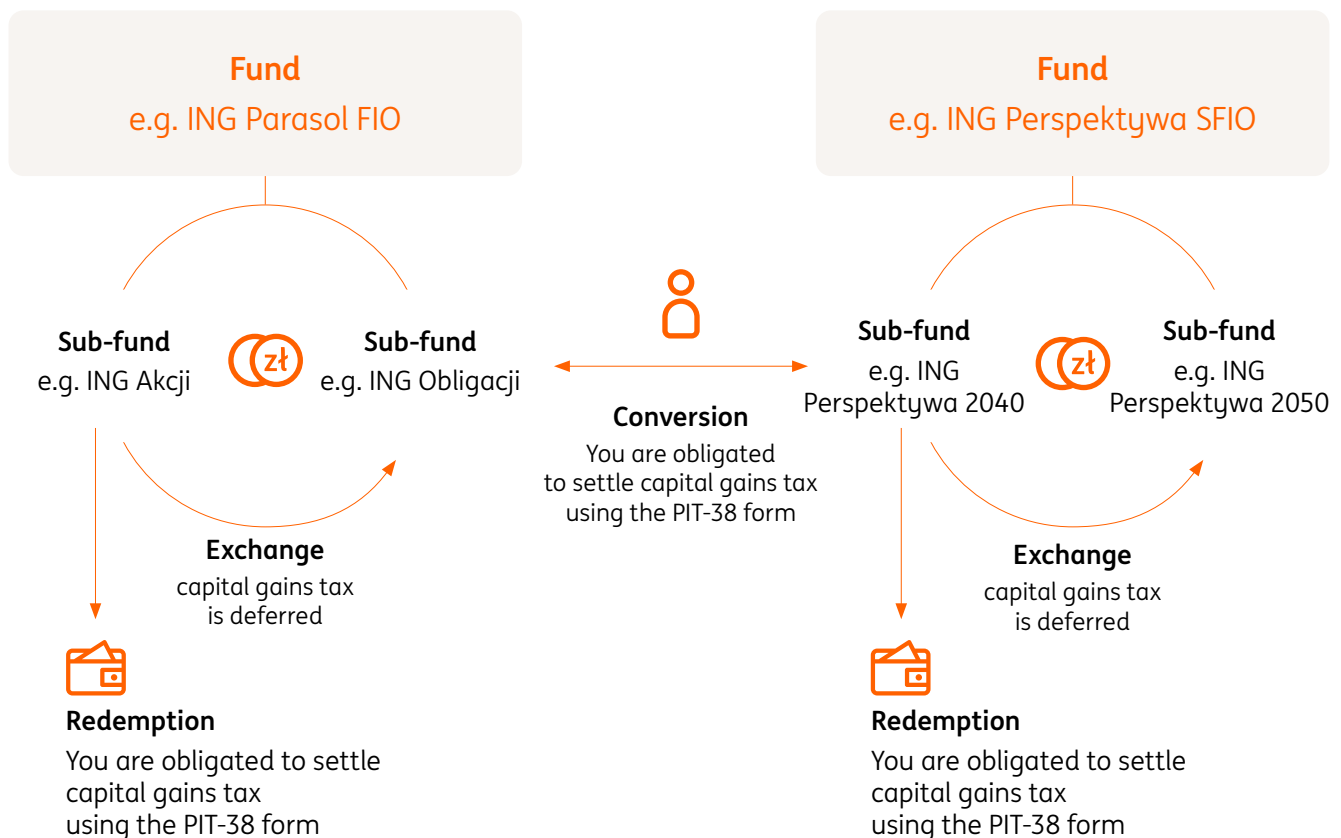 Fund
e.g. ING Parasol FIO
Fund
e.g. ING Perspektywa SFIO
Sub-fund
e.g. ING Akcji
zł
Sub-fund
e.g. ING Obligacji
Conversion
You are obligated
to settle capital gains tax
using the PIT-38 form
Sub-fund
e.g. ING
Perspektywa 2040
zł
Sub-fund
e.g. ING
Perspektywa 2050
Exchange
capital gains tax
is deferred
Exchange
capital gains tax
is deferred
Redemption
You are obligated to settle
capital gains tax
using the PIT-38 form
Redemption
You are obligated to settle
capital gains tax
using the PIT-38 form